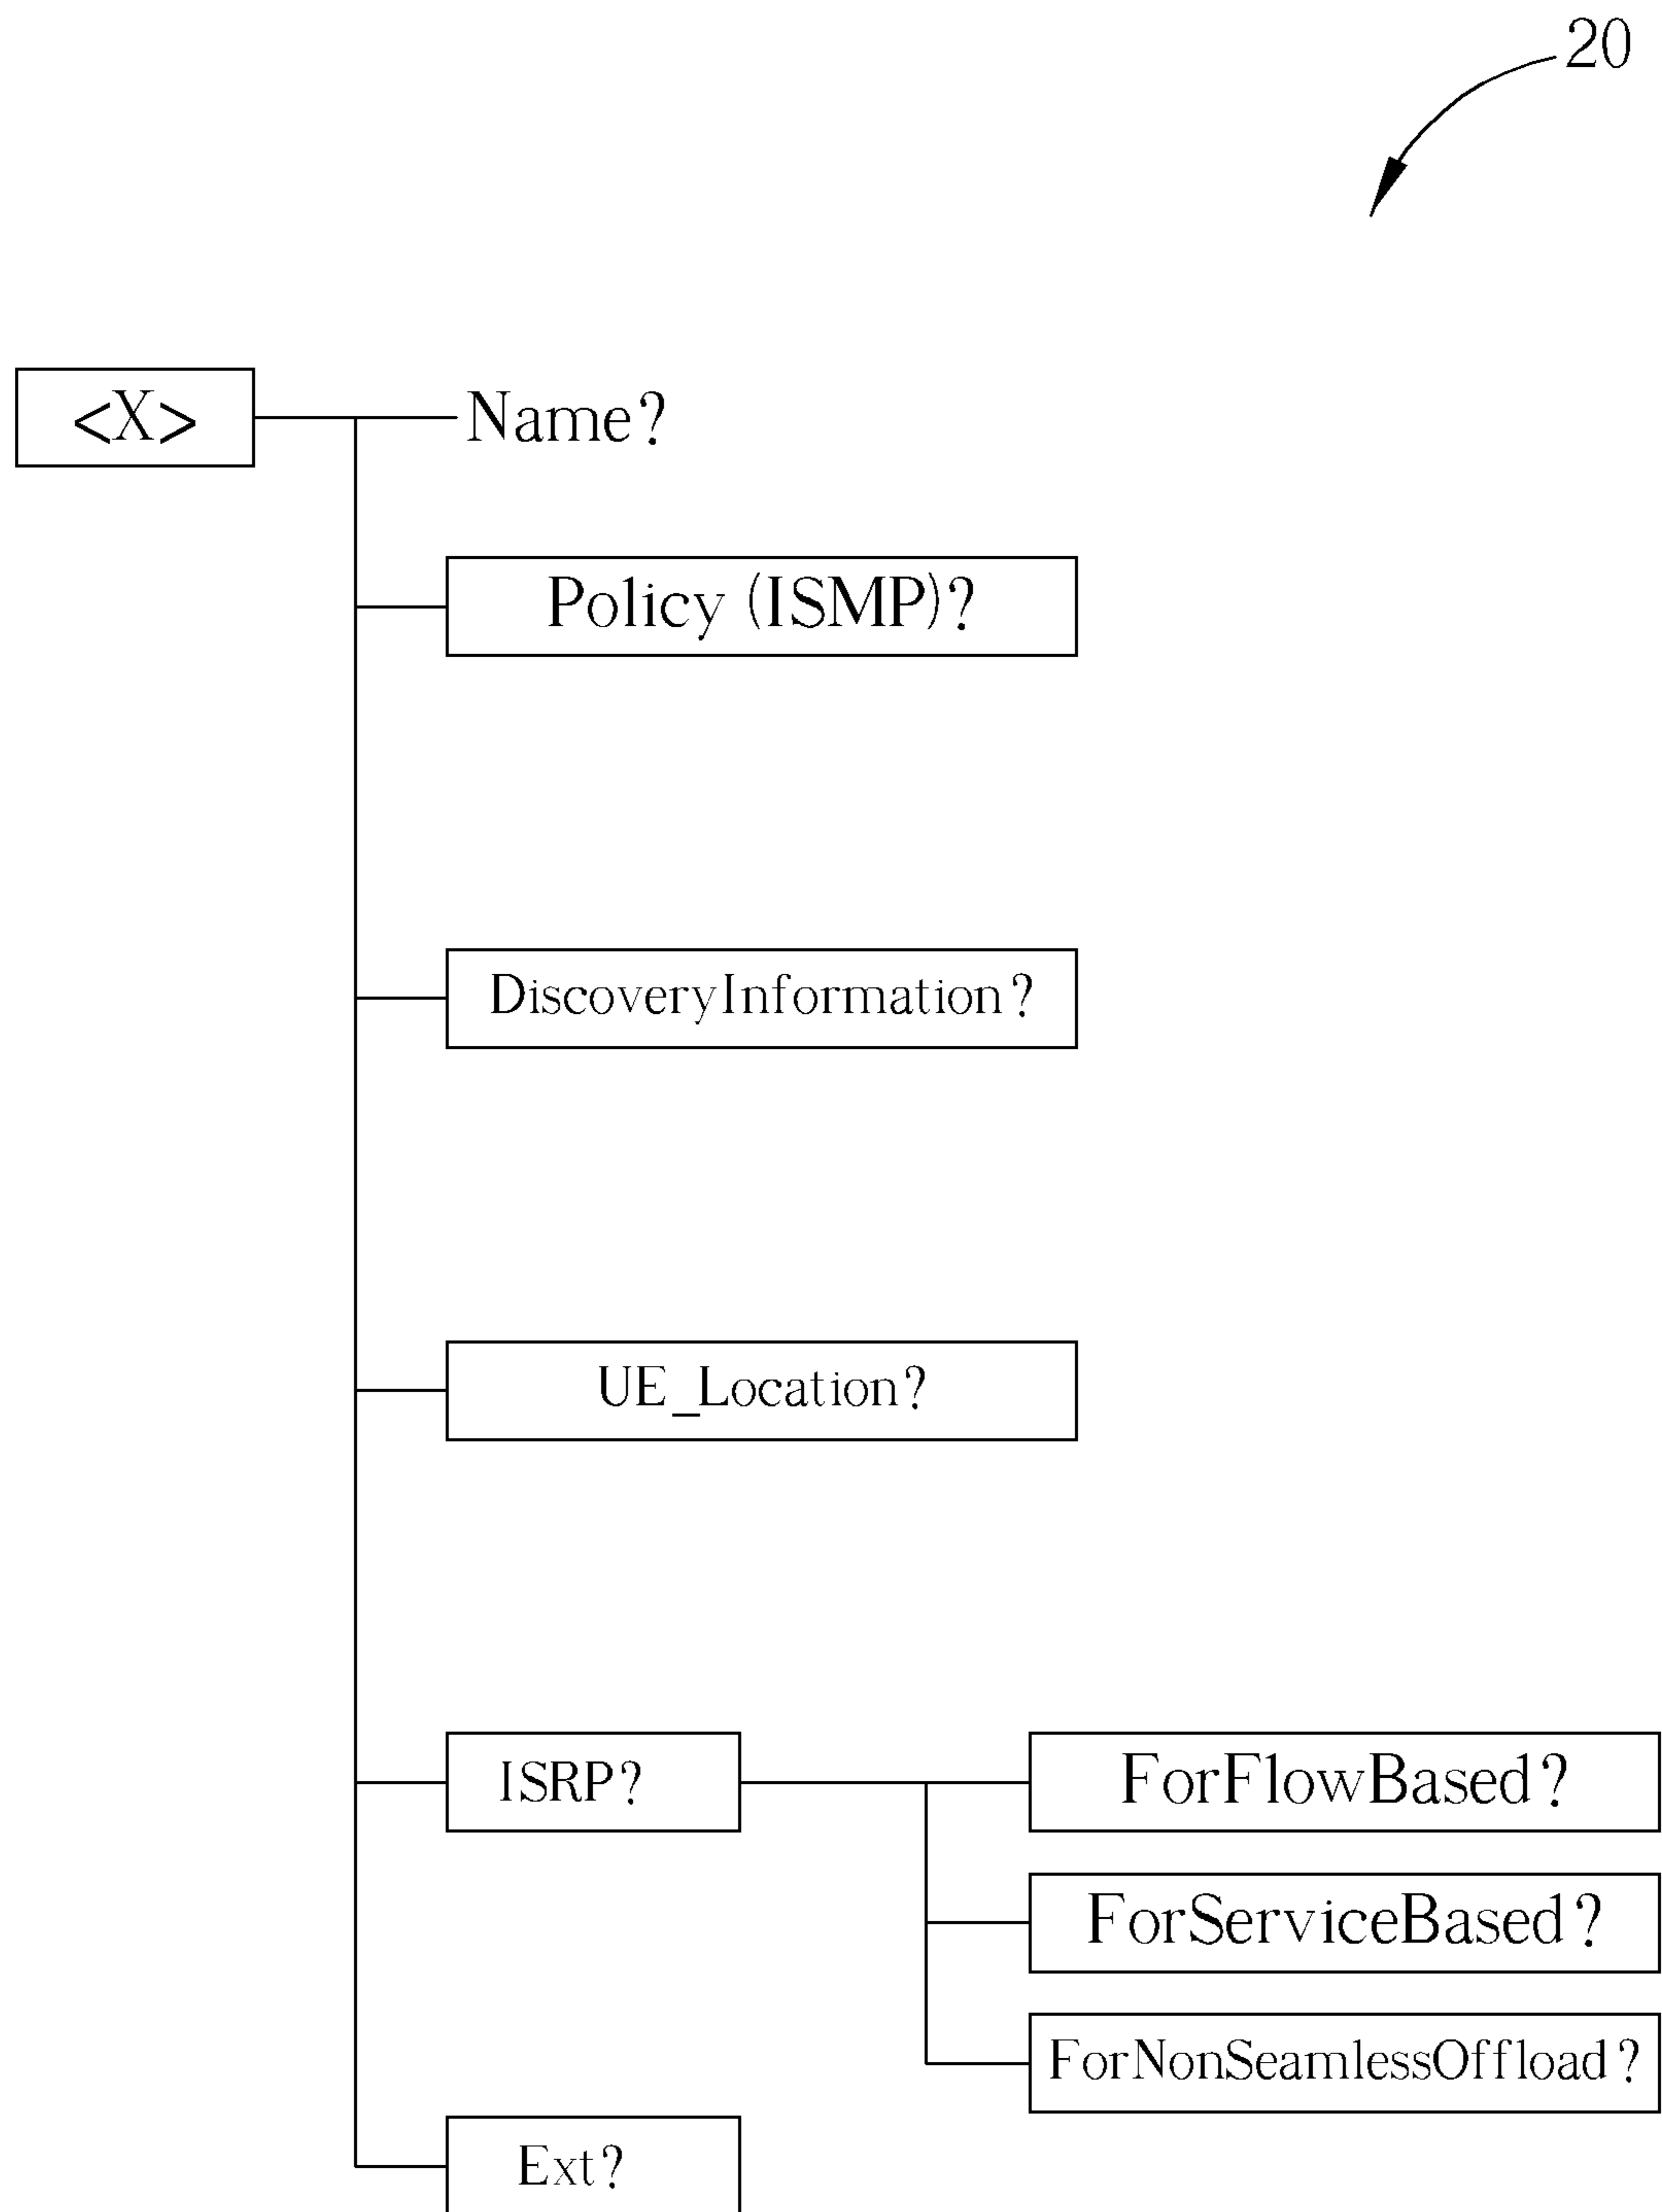 20
<X>
Name?
Policy (ISMP)?
DiscoveryInformation?
UE_Location?
ISRP?
ForFlowBased?
ForServiceBased?
ForNonSeamlessOffload?
Ext?